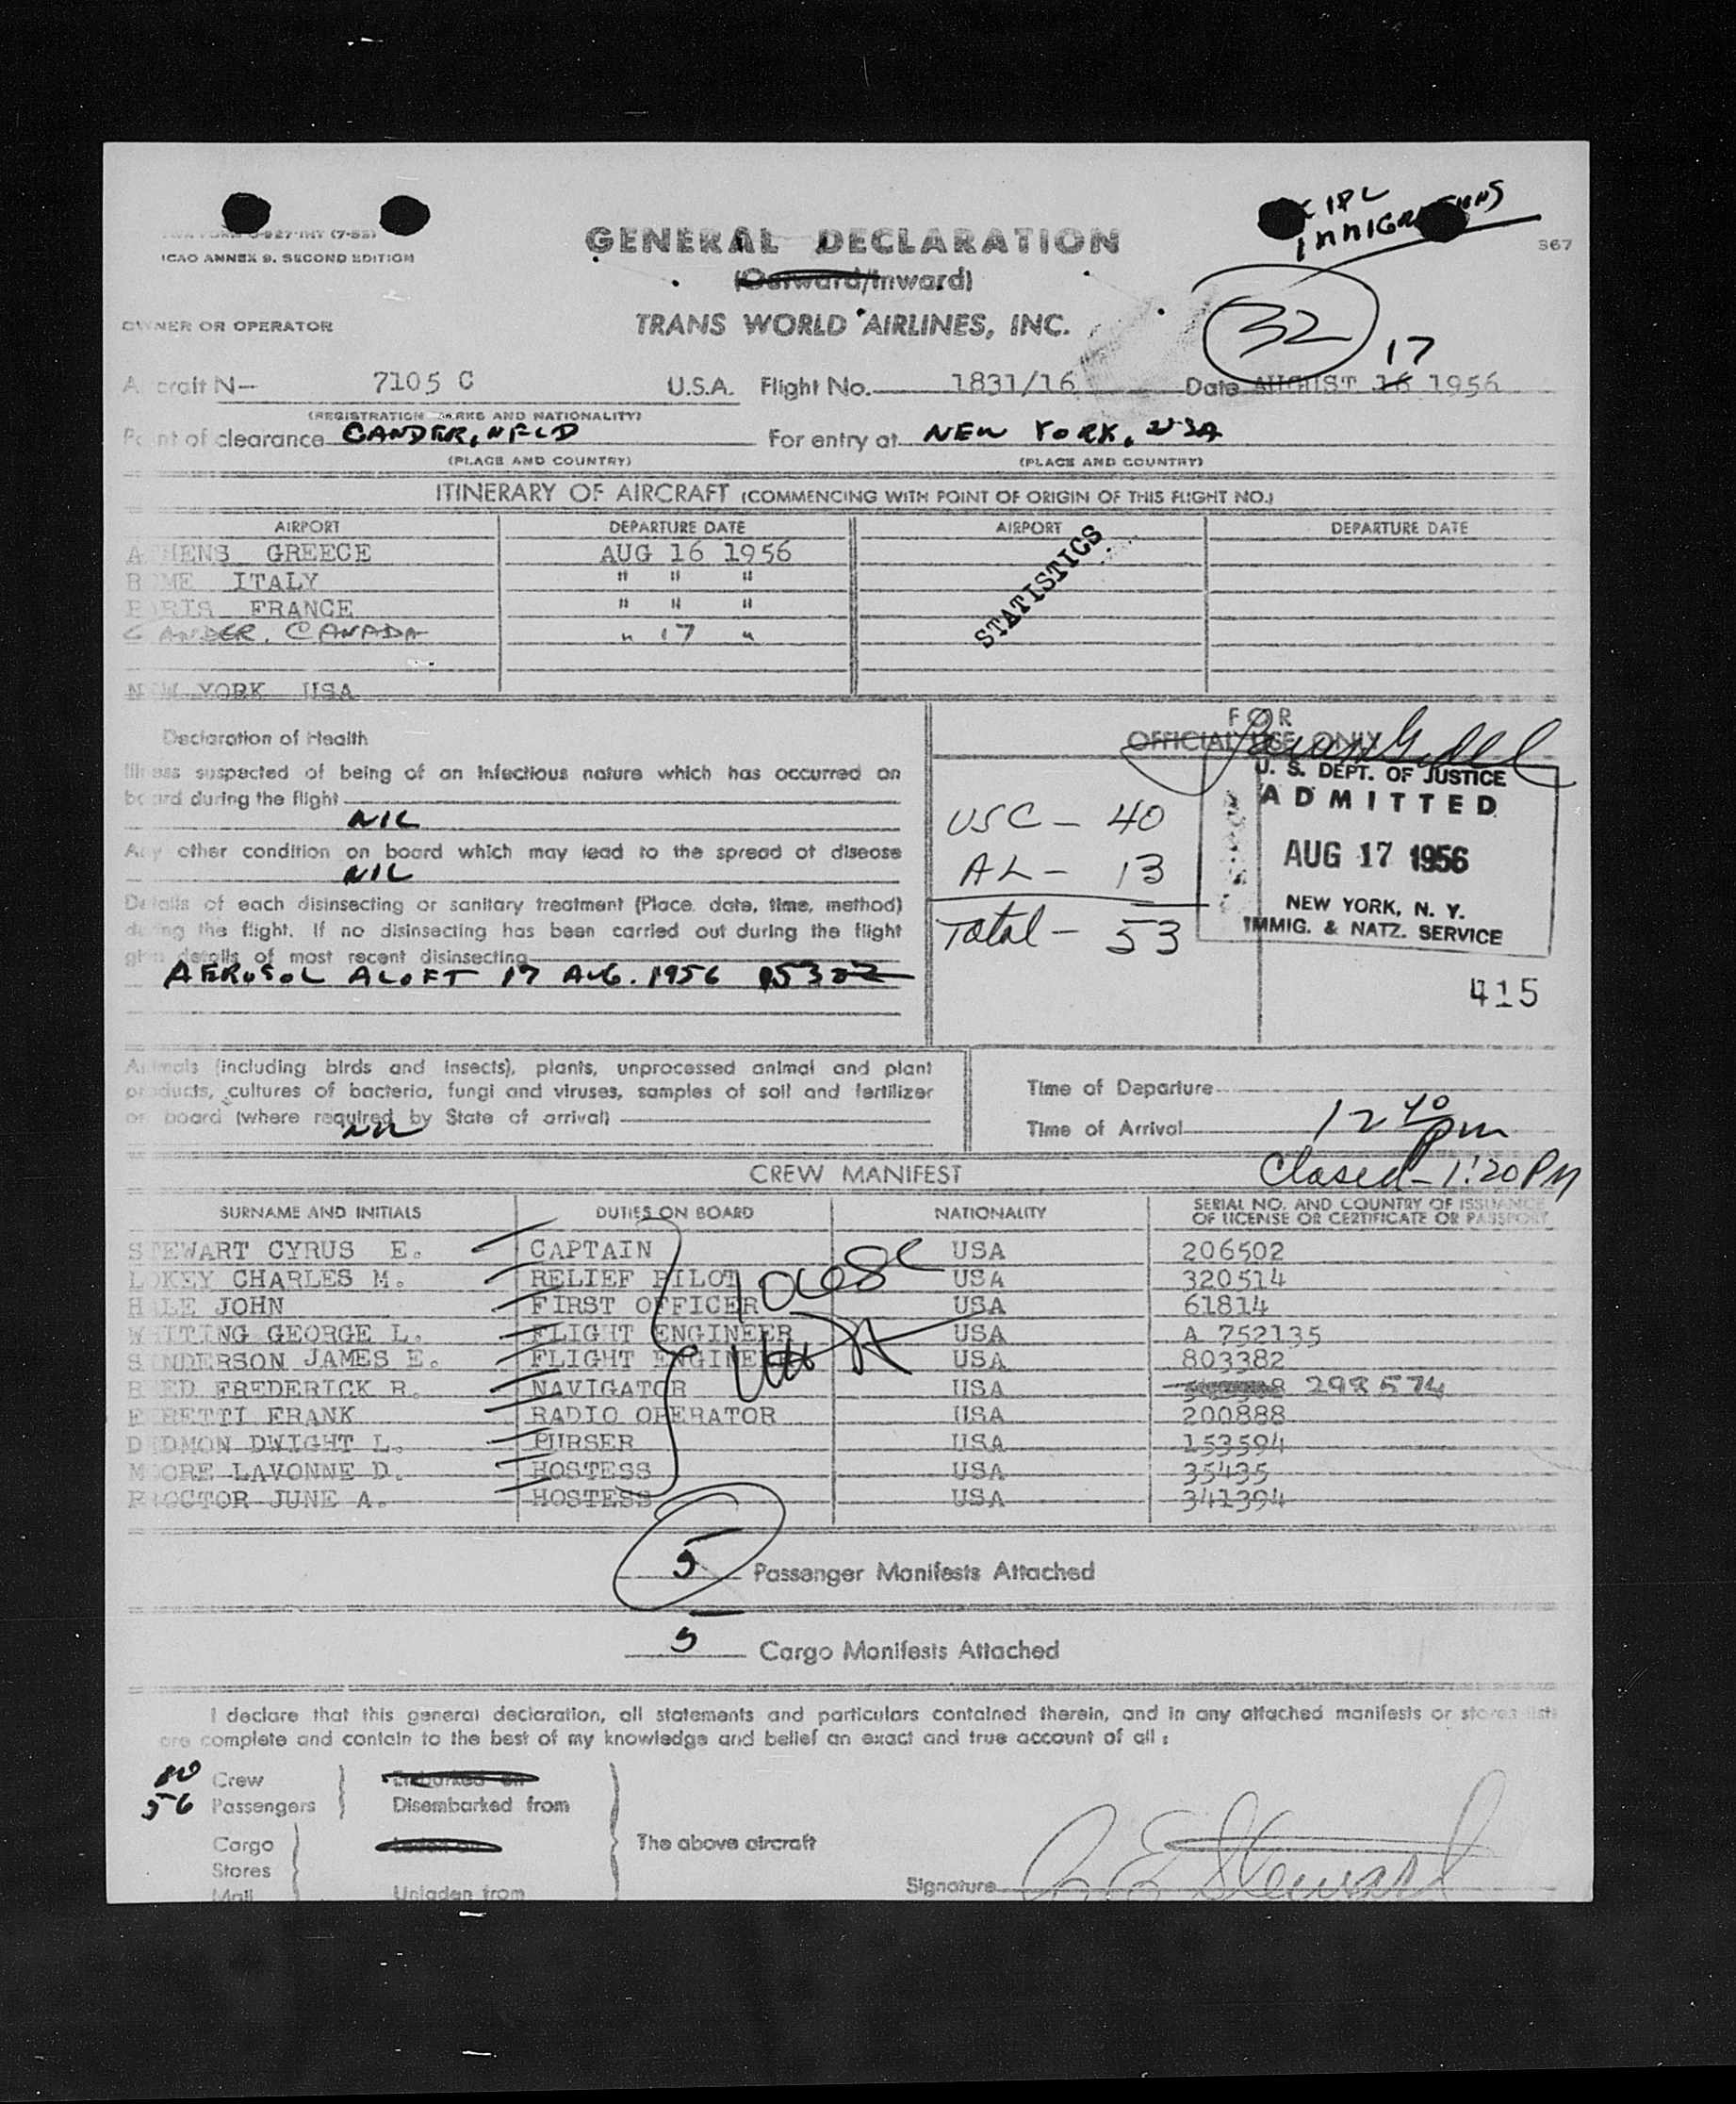 IPL
GENERAL DECLARATION
567
ICAO ANNEX 9. SECOND EDITION
(Outward/Inward)
OWNER OR OPERATOR TRANS WORLD AIRLINES, INC.
32
17
Aircraft N— 7105 C U.S.A. Flight No. 1831/16 Date AUGUST 16 1956
(REGISTRATION MARKS AND NATIONALITY)
Point of clearance GANDER, NFLD For entry at NEW YORK, USA
(PLACE AND COUNTRY) (PLACE AND COUNTRY)
ITINERARY OF AIRCRAFT (COMMENCING WITH POINT OF ORIGIN OF THIS FLIGHT NO.)
AIRPORT DEPARTURE DATE AIRPORT DEPARTURE DATE
ATHENS GREECE AUG 16 1956
ROME ITALY " " "
PARIS FRANCE " " "
GANDER, CANADA " 17 "
STATISTICS
NEW YORK USA
FOR
Declaration of Health OFFICIAL USE ONLY
Illness suspected of being of an infectious nature which has occurred on
board during the flight
NIL
Any other condition on board which may lead to the spread of disease
NIL
Details of each disinsecting or sanitary treatment (Place, date, time, method)
during the flight. If no disinsecting has been carried out during the flight
give details of most recent disinsecting
AEROSOL ALOFT 17 AUG. 1956
USC — 40
AL — 13
Total — 53
U. S. DEPT. OF JUSTICE
ADMITTED
AUG 17 1956
NEW YORK, N. Y.
IMMIG. & NATZ. SERVICE
415
Animals (including birds and insects), plants, unprocessed animal and plant
products, cultures of bacteria, fungi and viruses, samples of soil and fertilizer
on board (where required by State of arrival)
NIL
Time of Departure
Time of Arrival 12 40 pm
Closed — 1:20 PM
CREW MANIFEST
SURNAME AND INITIALS DUTIES ON BOARD NATIONALITY SERIAL NO. AND COUNTRY OF ISSUANCE
OF LICENSE OR CERTIFICATE OR PASSPORT
STEWART CYRUS E. CAPTAIN USA 206502
LOKEY CHARLES M. RELIEF PILOT USA 320514
HALE JOHN FIRST OFFICER USA 61814
WHITING GEORGE L. FLIGHT ENGINEER USA A 752135
SANDERSON JAMES E. FLIGHT ENGINEER USA 803382
REED FREDERICK R. NAVIGATOR USA 298574
FERETTI FRANK RADIO OPERATOR USA 200888
DEDMON DWIGHT L. PURSER USA 153594
MOORE LAVONNE D. HOSTESS USA 35435
PROCTOR JUNE A. HOSTESS USA 341394
5 Passenger Manifests Attached
5 Cargo Manifests Attached
I declare that this general declaration, all statements and particulars contained therein, and in any attached manifests or stores lists
are complete and contain to the best of my knowledge and belief an exact and true account of all :
10 Crew Embarked on
56 Passengers Disembarked from
Cargo The above aircraft
Stores
Mail Unladen from
Signature C E Stewart